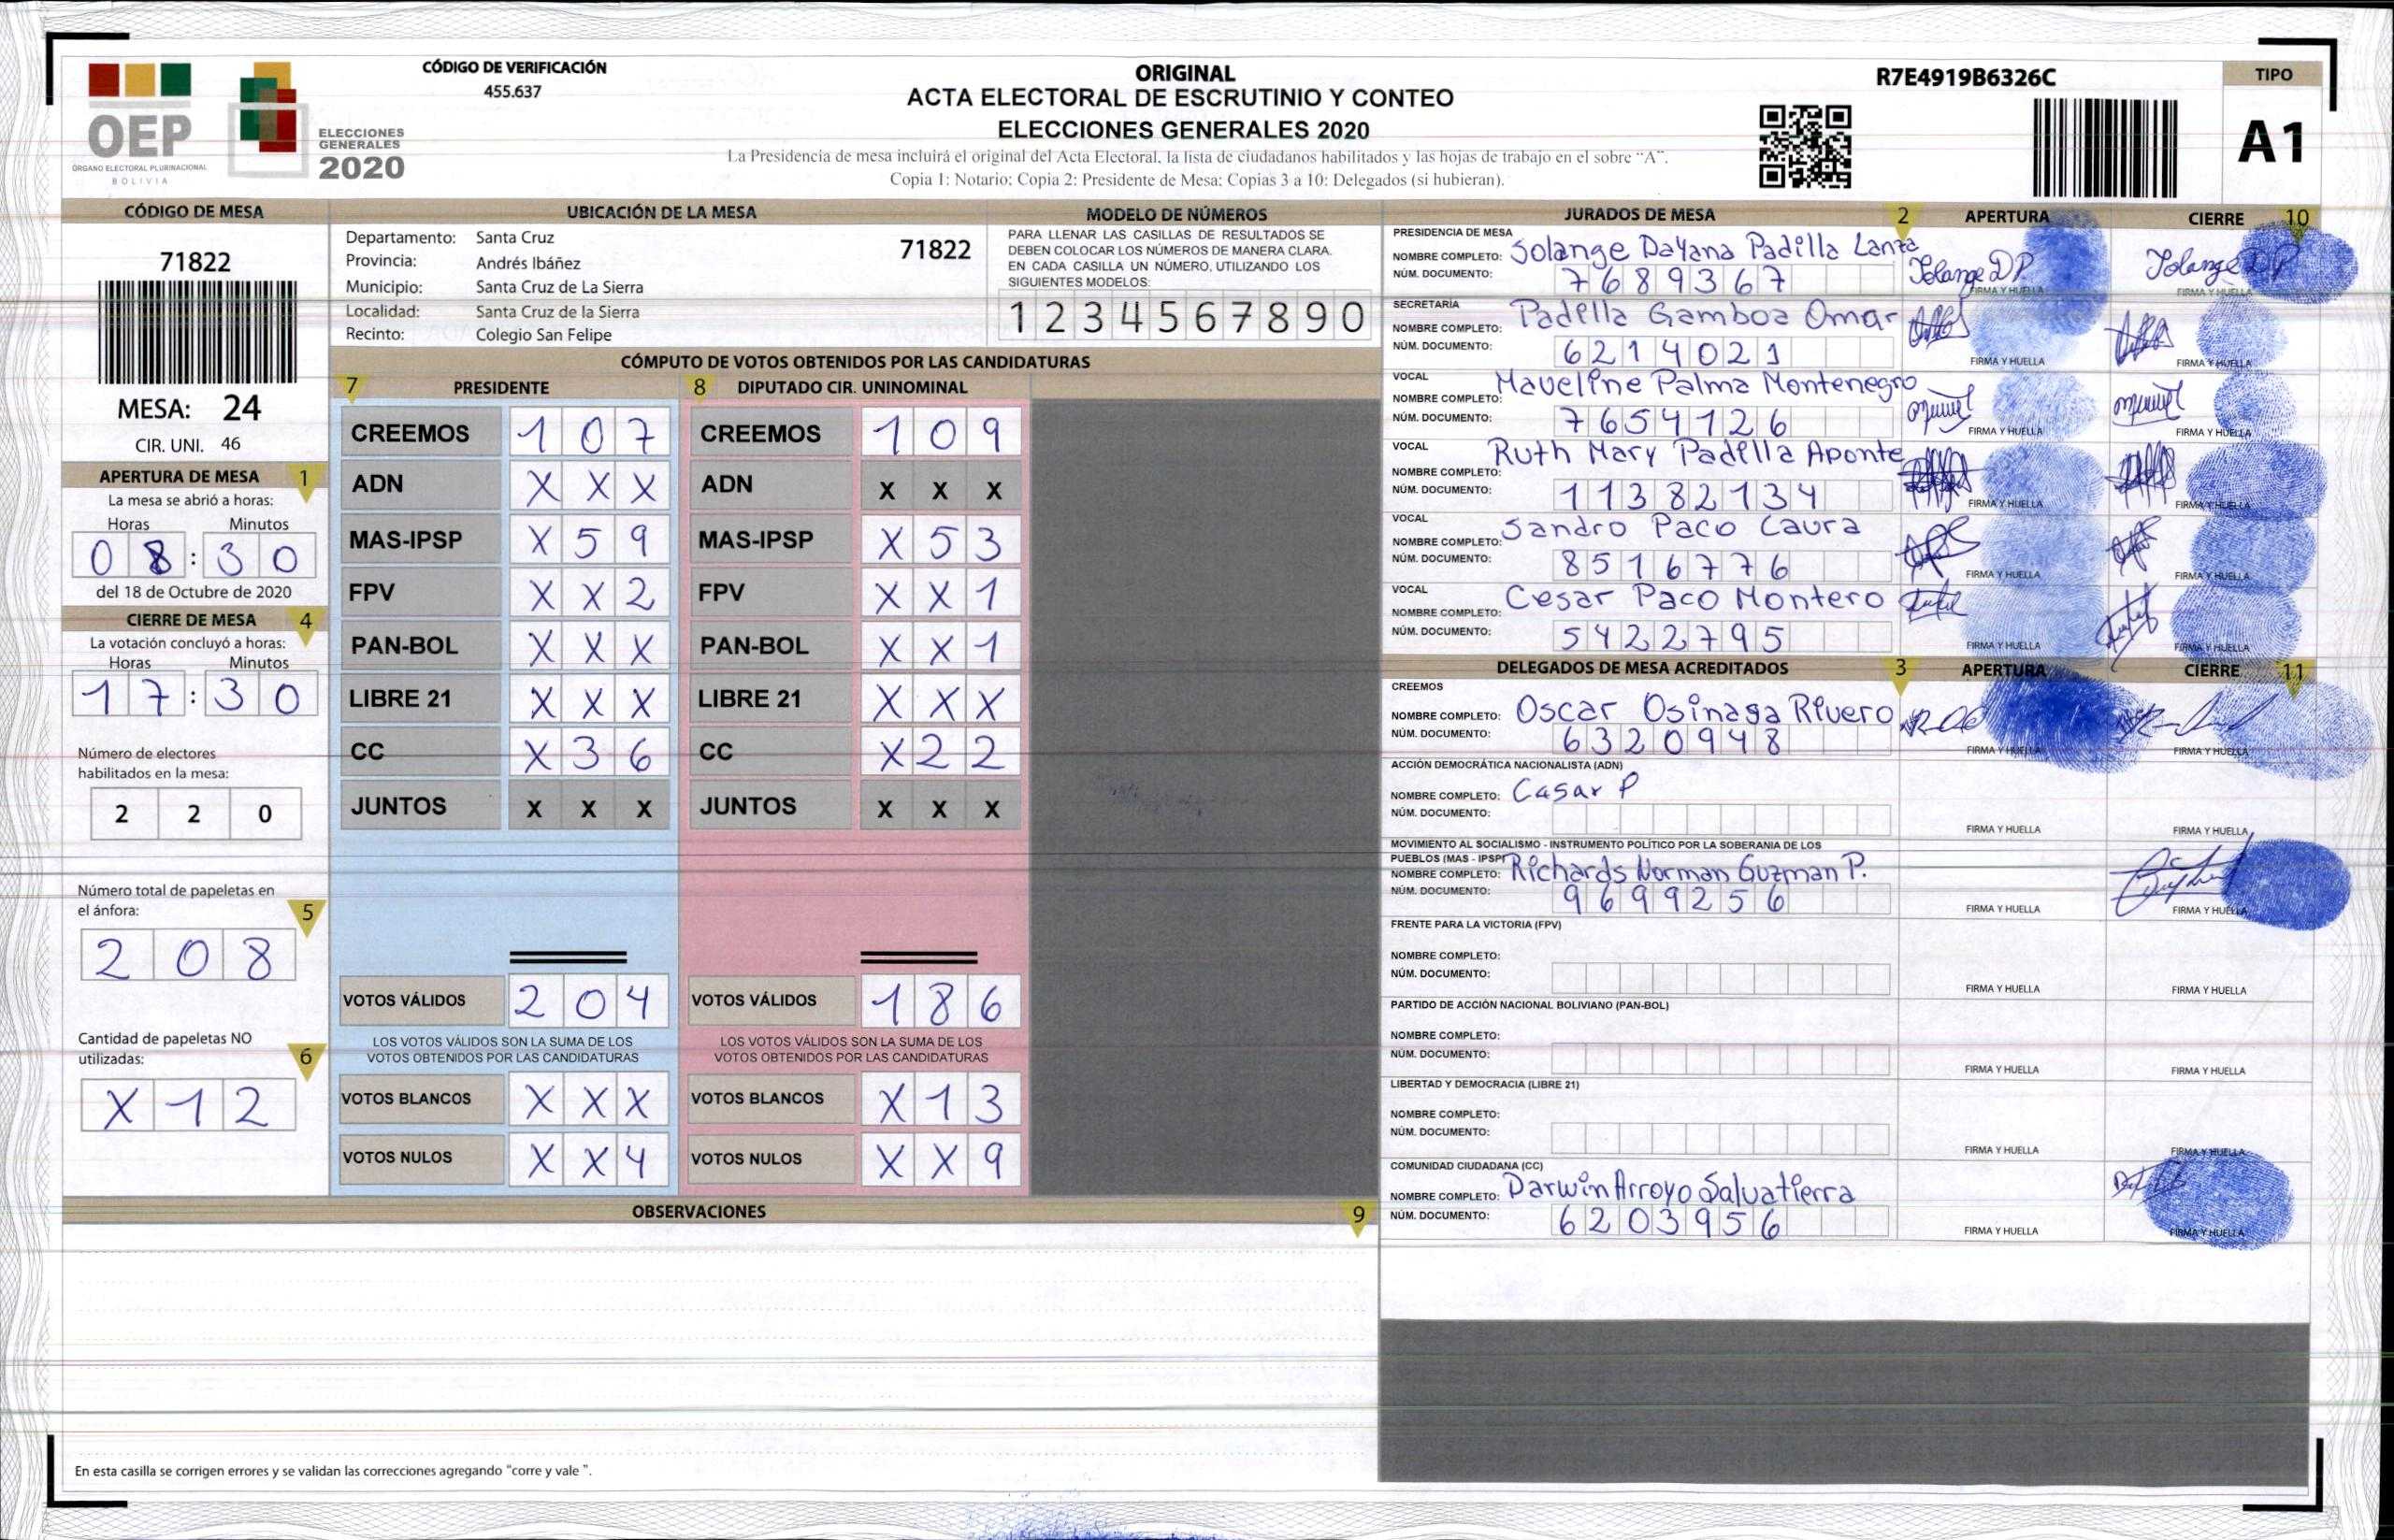 OEP
ÓRGANO ELECTORAL PLURINACIONAL
BOLIVIA
ELECCIONES
GENERALES
2020
CÓDIGO DE VERIFICACIÓN
455.637
ORIGINAL
ACTA ELECTORAL DE ESCRUTINIO Y CONTEO
ELECCIONES GENERALES 2020
La Presidencia de mesa incluirá el original del Acta Electoral, la lista de ciudadanos habilitados y las hojas de trabajo en el sobre "A".
Copia 1: Notario; Copia 2: Presidente de Mesa; Copias 3 a 10: Delegados (si hubieran).
R7E4919B6326C
TIPO
A1
CÓDIGO DE MESA
71822
MESA: 24
CIR. UNI. 46
APERTURA DE MESA 1
La mesa se abrió a horas:
Horas Minutos
08:30
del 18 de Octubre de 2020
CIERRE DE MESA 4
La votación concluyó a horas:
Horas Minutos
17:30
Número de electores
habilitados en la mesa:
2 2 0
Número total de papeletas en
el ánfora: 5
2 0 8
Cantidad de papeletas NO
utilizadas: 6
X 1 2
UBICACIÓN DE LA MESA
Departamento: Santa Cruz 71822
Provincia: Andrés Ibáñez
Municipio: Santa Cruz de La Sierra
Localidad: Santa Cruz de la Sierra
Recinto: Colegio San Felipe
MODELO DE NÚMEROS
PARA LLENAR LAS CASILLAS DE RESULTADOS SE
DEBEN COLOCAR LOS NÚMEROS DE MANERA CLARA.
EN CADA CASILLA UN NÚMERO, UTILIZANDO LOS
SIGUIENTES MODELOS:
1 2 3 4 5 6 7 8 9 0
CÓMPUTO DE VOTOS OBTENIDOS POR LAS CANDIDATURAS
7 PRESIDENTE 8 DIPUTADO CIR. UNINOMINAL
CREEMOS 1 0 7 CREEMOS 1 0 9
ADN X X X ADN X X X
MAS-IPSP X 5 9 MAS-IPSP X 5 3
FPV X X 2 FPV X X 1
PAN-BOL X X X PAN-BOL X X 1
LIBRE 21 X X X LIBRE 21 X X X
CC X 3 6 CC X 2 2
JUNTOS X X X JUNTOS X X X
VOTOS VÁLIDOS 2 0 4 VOTOS VÁLIDOS 1 8 6
LOS VOTOS VÁLIDOS SON LA SUMA DE LOS LOS VOTOS VÁLIDOS SON LA SUMA DE LOS
VOTOS OBTENIDOS POR LAS CANDIDATURAS VOTOS OBTENIDOS POR LAS CANDIDATURAS
VOTOS BLANCOS X X X VOTOS BLANCOS X 1 3
VOTOS NULOS X X 4 VOTOS NULOS X X 9
OBSERVACIONES 9
En esta casilla se corrigen errores y se validan las correcciones agregando "corre y vale ".
JURADOS DE MESA 2 APERTURA CIERRE 10
PRESIDENCIA DE MESA
NOMBRE COMPLETO: Solange Dayana Padilla Lanza
NÚM. DOCUMENTO: 7689367
Solange DP Solange DP
FIRMA Y HUELLA FIRMA Y HUELLA
SECRETARÍA
NOMBRE COMPLETO: Padilla Gamboa Omar
NÚM. DOCUMENTO: 6214021
FIRMA Y HUELLA FIRMA Y HUELLA
VOCAL
NOMBRE COMPLETO: Maveline Palma Montenegro
NÚM. DOCUMENTO: 7654126
FIRMA Y HUELLA FIRMA Y HUELLA
VOCAL
NOMBRE COMPLETO: Ruth Mary Padilla Aponte
NÚM. DOCUMENTO: 11382134
FIRMA Y HUELLA FIRMA Y HUELLA
VOCAL
NOMBRE COMPLETO: Sandro Paco Caura
NÚM. DOCUMENTO: 8516776
FIRMA Y HUELLA FIRMA Y HUELLA
VOCAL
NOMBRE COMPLETO: Cesar Paco Montero
NÚM. DOCUMENTO: 5422795
FIRMA Y HUELLA FIRMA Y HUELLA
DELEGADOS DE MESA ACREDITADOS 3 APERTURA CIERRE 11
CREEMOS
NOMBRE COMPLETO: Oscar Osinaga Rivero
NÚM. DOCUMENTO: 6320948
FIRMA Y HUELLA FIRMA Y HUELLA
ACCIÓN DEMOCRÁTICA NACIONALISTA (ADN)
NOMBRE COMPLETO: Casar P
NÚM. DOCUMENTO:
FIRMA Y HUELLA FIRMA Y HUELLA
MOVIMIENTO AL SOCIALISMO - INSTRUMENTO POLÍTICO POR LA SOBERANIA DE LOS
PUEBLOS (MAS - IPSP)
NOMBRE COMPLETO: Richards Norman Guzman P.
NÚM. DOCUMENTO: 9699256
FIRMA Y HUELLA FIRMA Y HUELLA
FRENTE PARA LA VICTORIA (FPV)
NOMBRE COMPLETO:
NÚM. DOCUMENTO:
FIRMA Y HUELLA FIRMA Y HUELLA
PARTIDO DE ACCIÓN NACIONAL BOLIVIANO (PAN-BOL)
NOMBRE COMPLETO:
NÚM. DOCUMENTO:
FIRMA Y HUELLA FIRMA Y HUELLA
LIBERTAD Y DEMOCRACIA (LIBRE 21)
NOMBRE COMPLETO:
NÚM. DOCUMENTO:
FIRMA Y HUELLA FIRMA Y HUELLA
COMUNIDAD CIUDADANA (CC)
NOMBRE COMPLETO: Darwin Arroyo Salvatierra
NÚM. DOCUMENTO: 6203956
FIRMA Y HUELLA FIRMA Y HUELLA